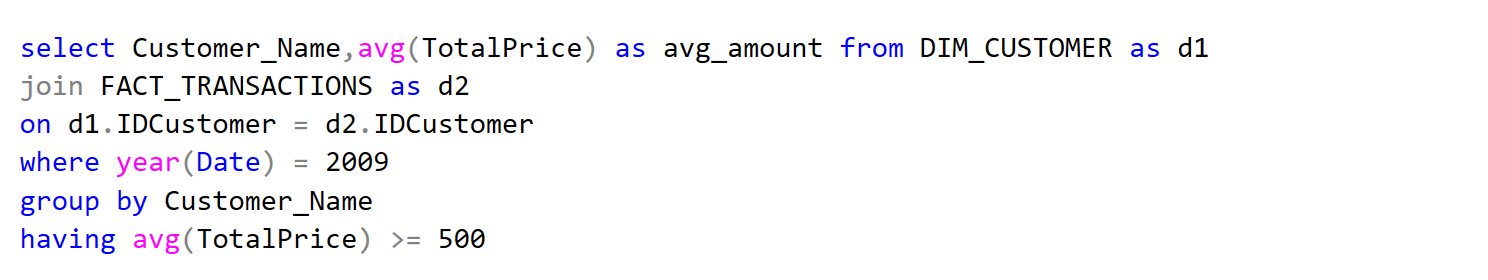 select Customer_Name,avg(TotalPrice) as avg_amount from DIM_CUSTOMER as d1
join FACT_TRANSACTIONS as d2
on d1.IDCustomer = d2.IDCustomer
where year(Date) = 2009
group by Customer_Name
having avg(TotalPrice) >= 500